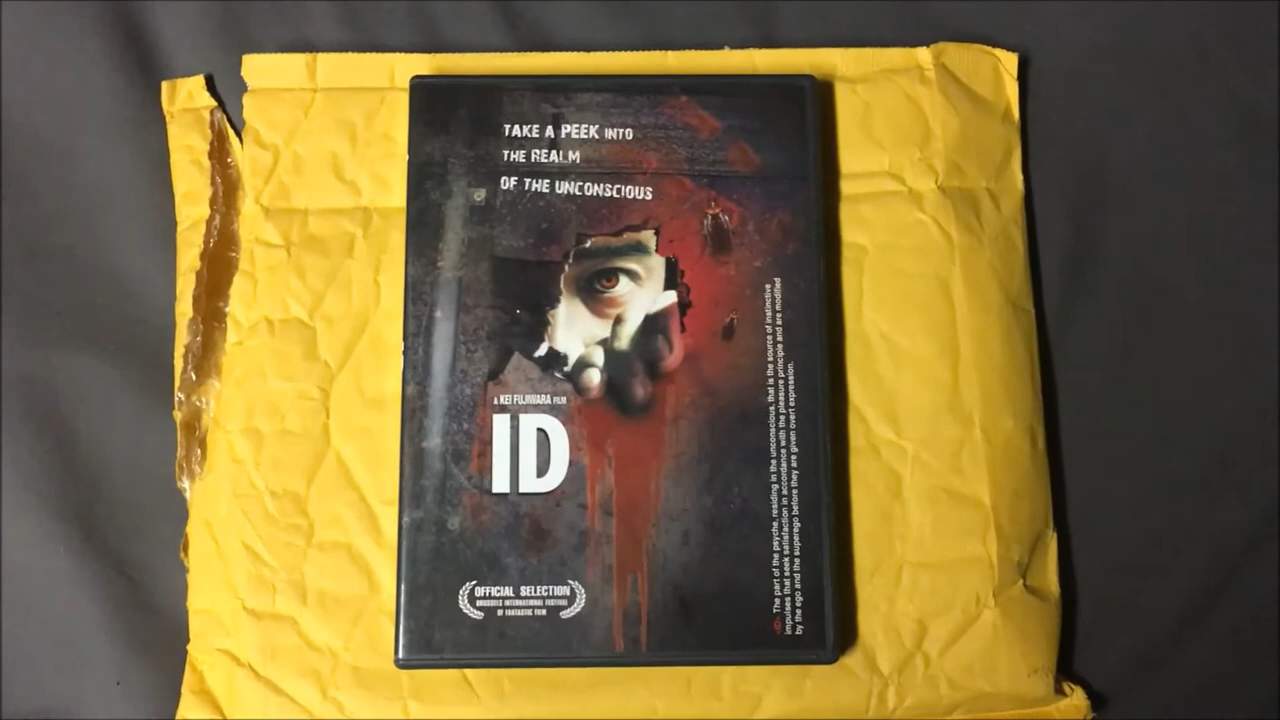 TAKE A PEEK INTO
THE REALM
OF THE UNCONSCIOUS
A KEI FUJIWARA FILM
ID
OFFICIAL SELECTION
BRUSSELS INTERNATIONAL FESTIVAL
OF FANTASTIC FILM
<ID> The part of the psyche, residing in the unconscious, that is the source of instinctive
impulses that seek satisfaction in accordance with the pleasure principle and are modified
by the ego and the superego before they are given overt expression.